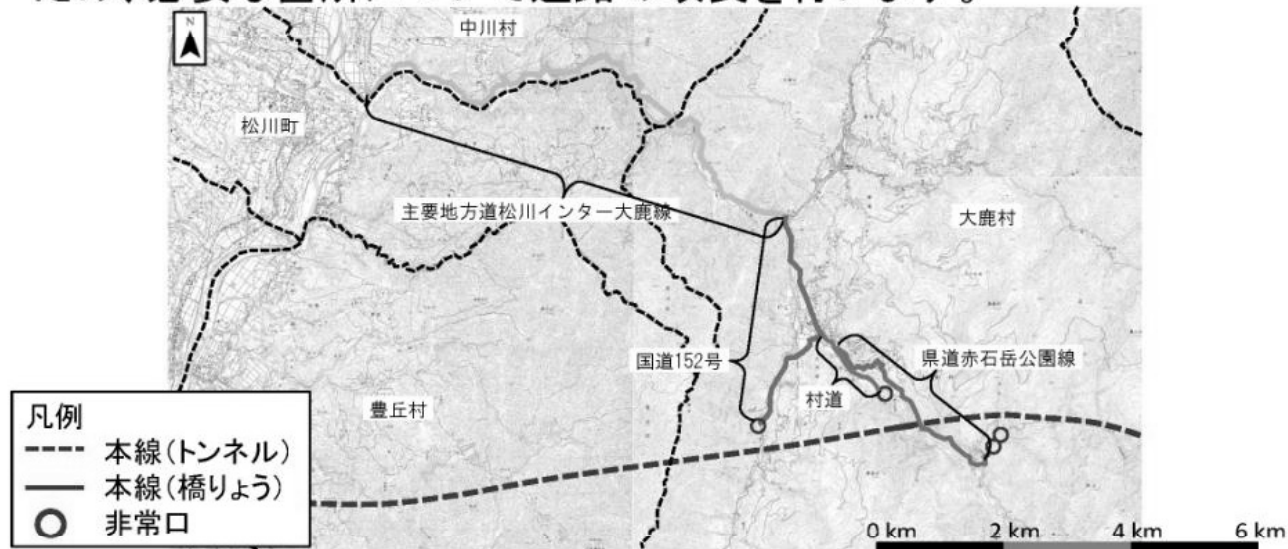 ため、必要な箇所において道路の改良を行います。
N
中川村
松川町
主要地方道松川インター大鹿線
大鹿村
国道152号
県道赤石岳公園線
村道
豊丘村
凡例
本線(トンネル)
本線(橋りょう)
非常口
0 km 2 km 4 km 6 km